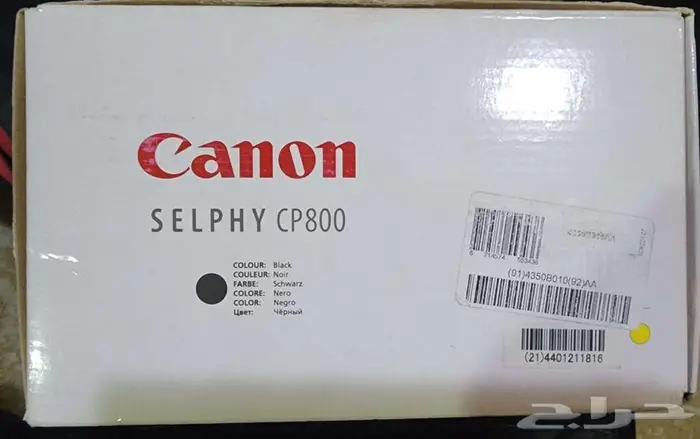 Canon
SELPHY CP800
COLOUR: Black
COULEUR: Noir
FARBE: Schwarz
COLORE: Nero
COLOR: Negro
Цвет: Чёрный
(91)4350B010(92)AA
(21)4401211816
حراج